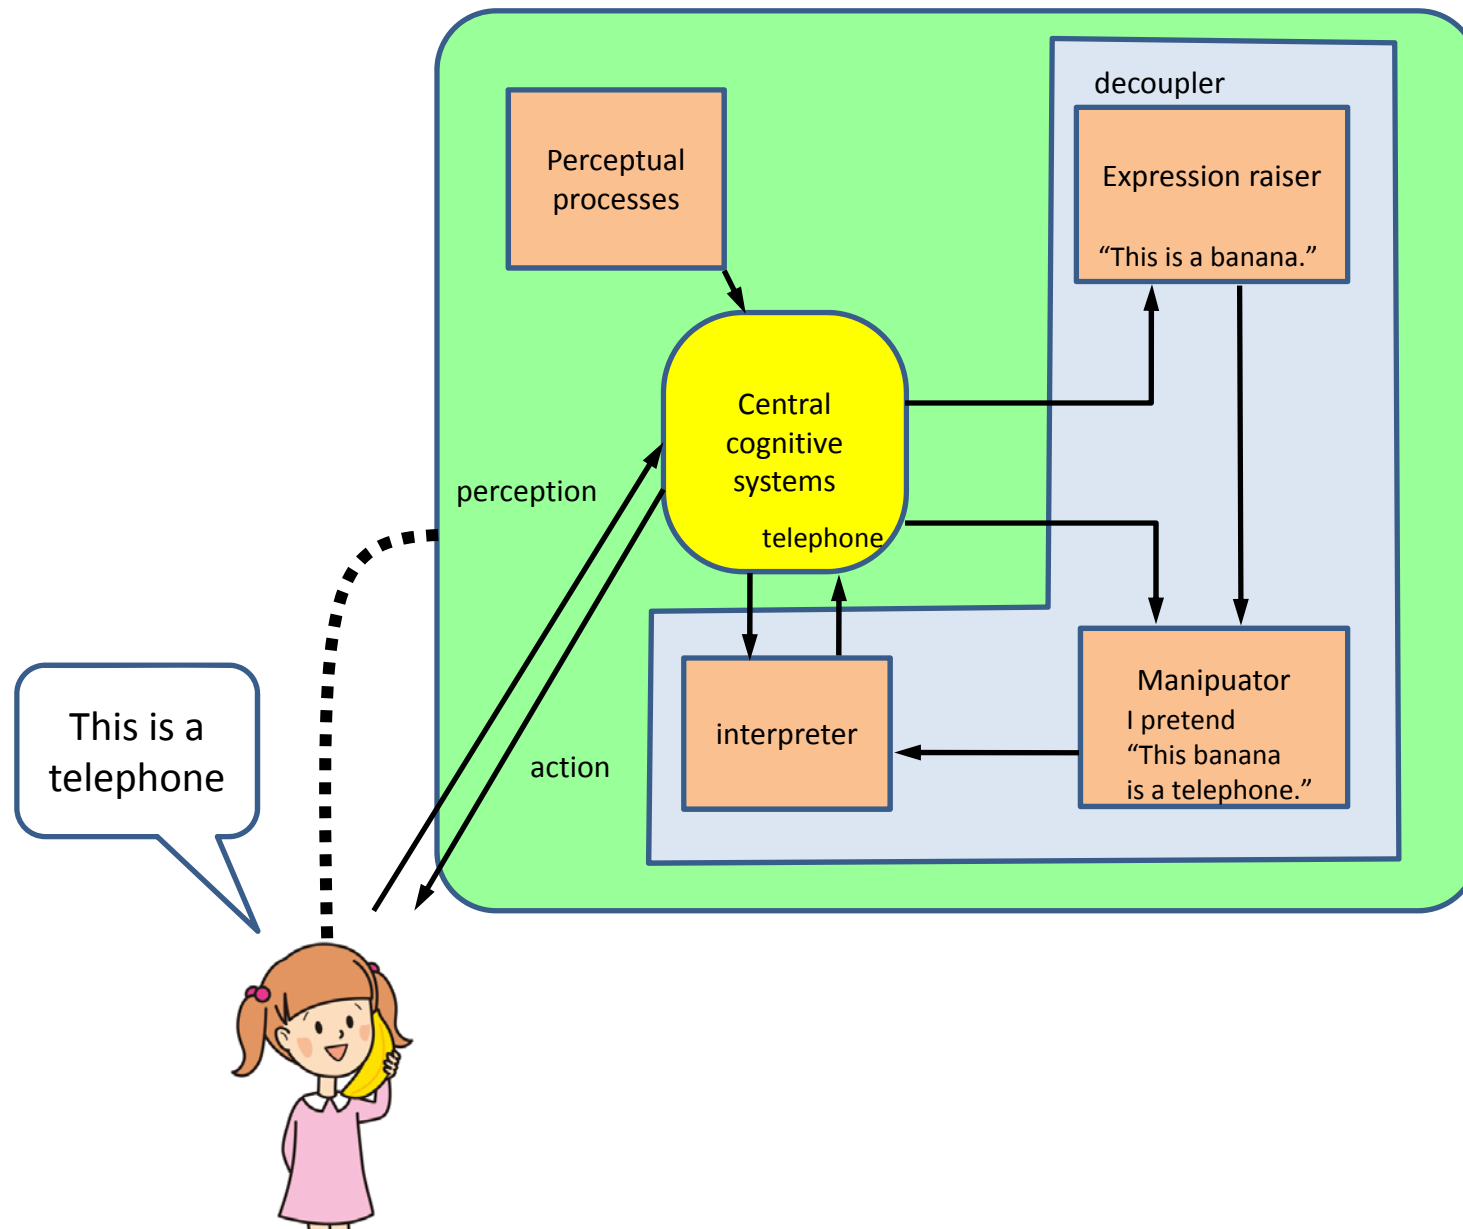 decoupler
Perceptual
processes
Expression raiser
“This is a banana.”
Central
cognitive
systems
telephone
perception
This is a
telephone
action
interpreter
Manipuator
I pretend
“This banana
is a telephone.”